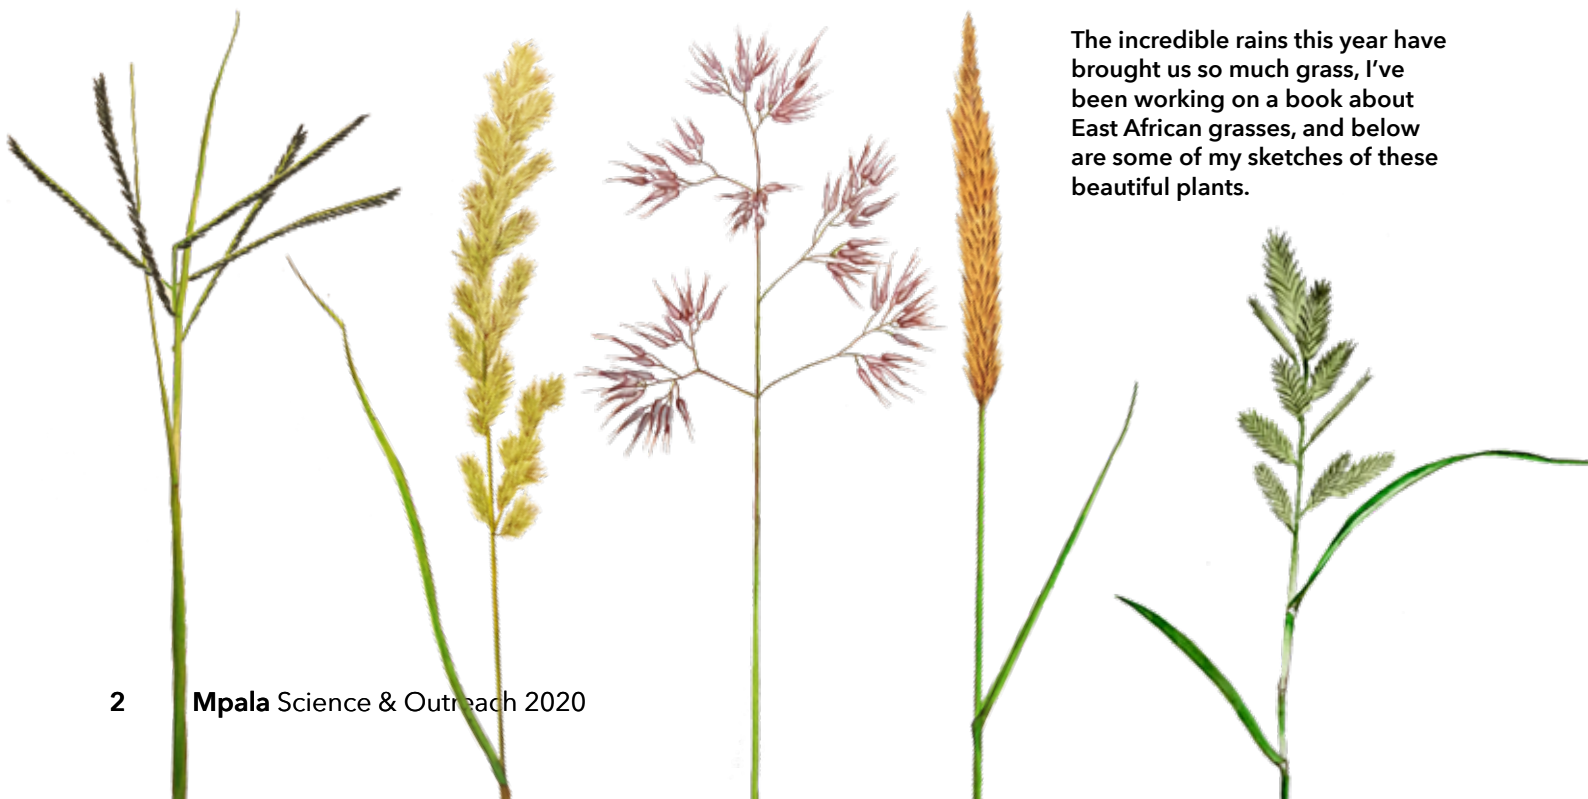 The incredible rains this year have
brought us so much grass, I’ve
been working on a book about
East African grasses, and below
are some of my sketches of these
beautiful plants.
2 Mpala Science & Outreach 2020